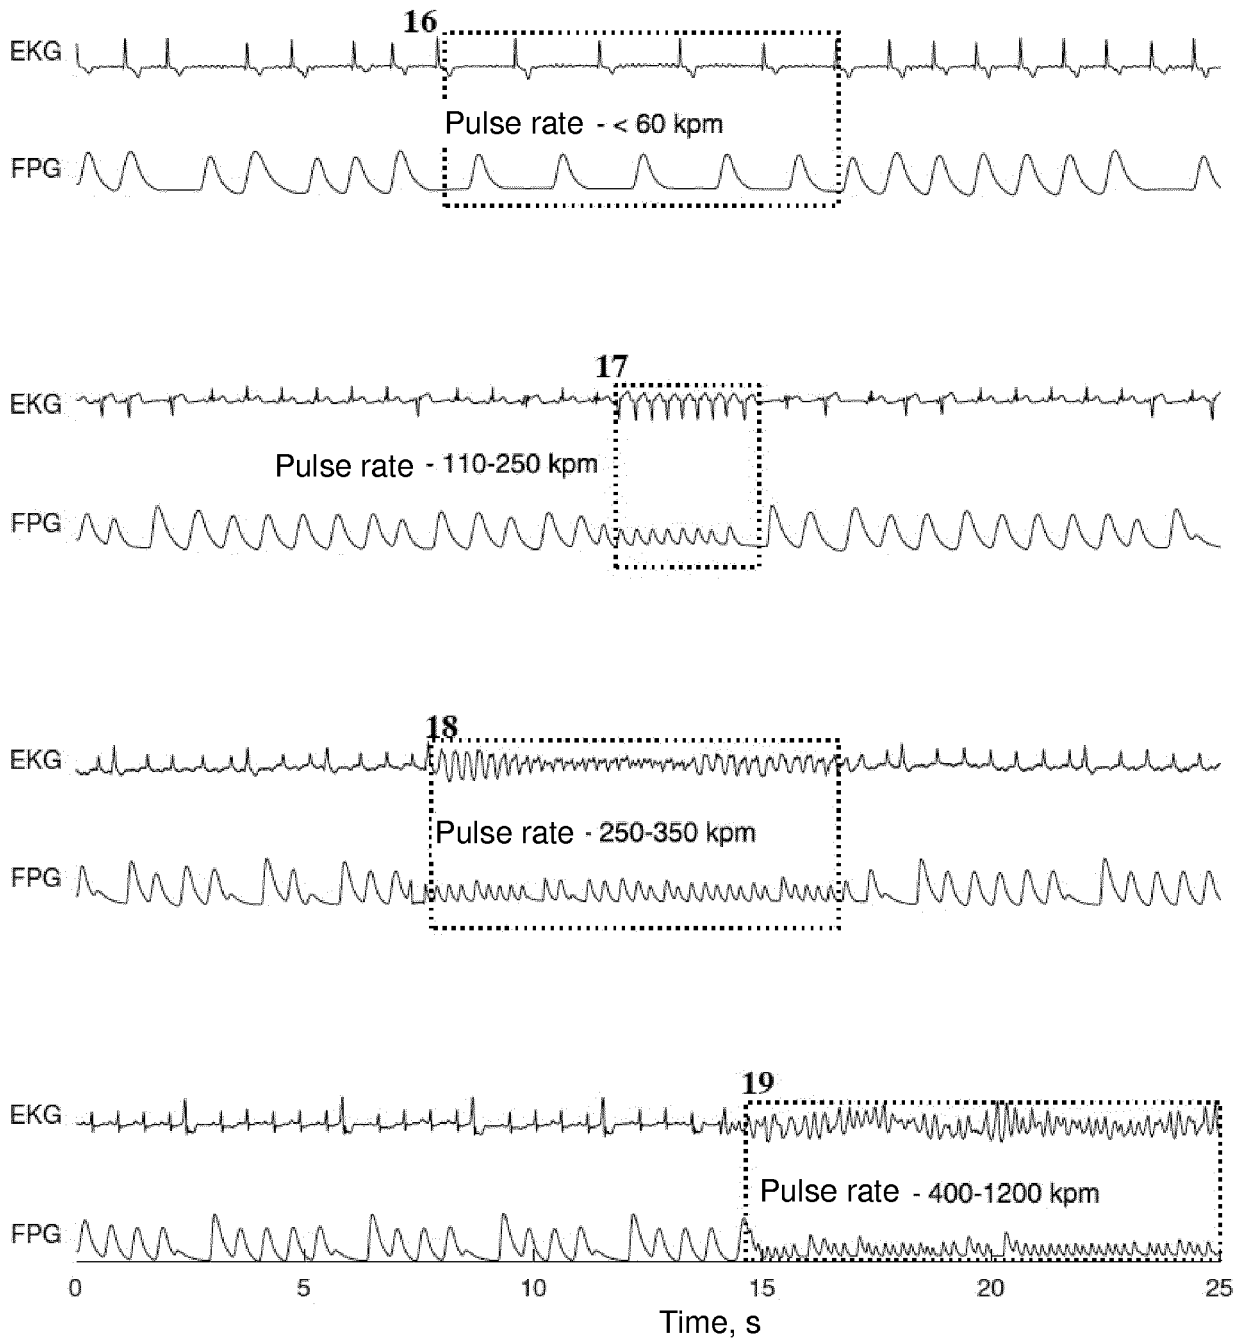 16
EKG
Pulse rate - < 60 kpm
FPG
17
EKG
Pulse rate - 110-250 kpm
FPG
18
EKG
Pulse rate - 250-350 kpm
FPG
19
EKG
Pulse rate - 400-1200 kpm
FPG
0 5 10 15 20 25
Time, s